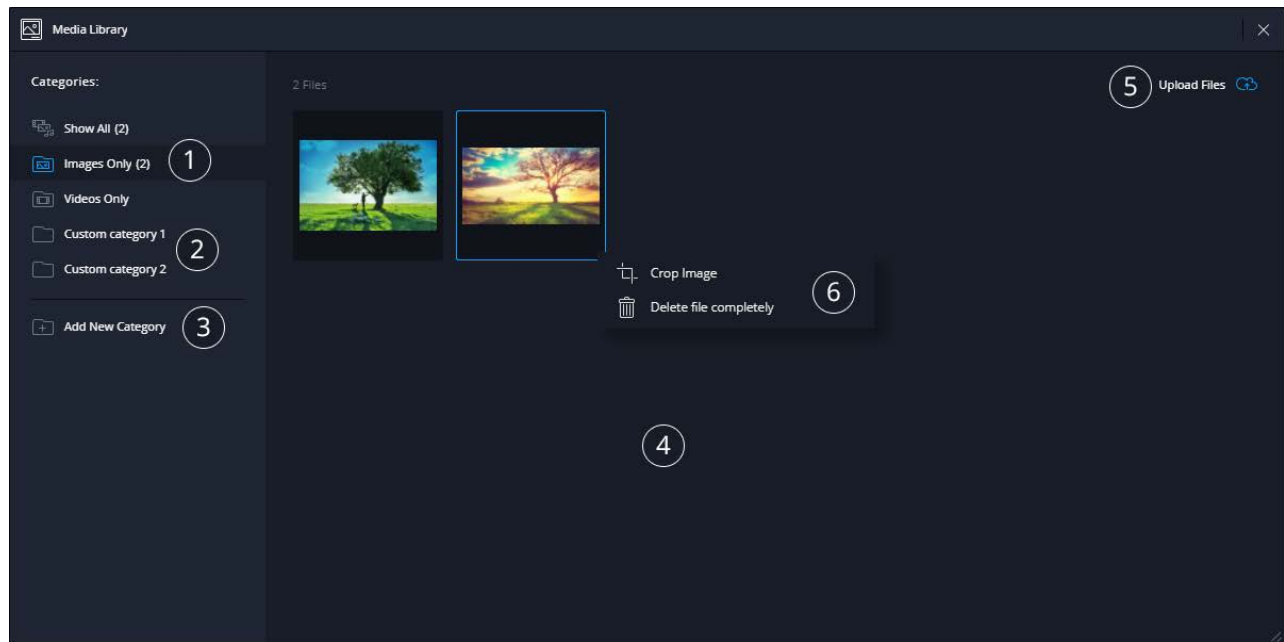 Media Library
Categories:
Show All (2)
Images Only (2)
1
Videos Only
Custom category 1
2
Custom category 2
Add New Category
3
2 Files
5
Upload Files
Crop Image
6
Delete file completely
4